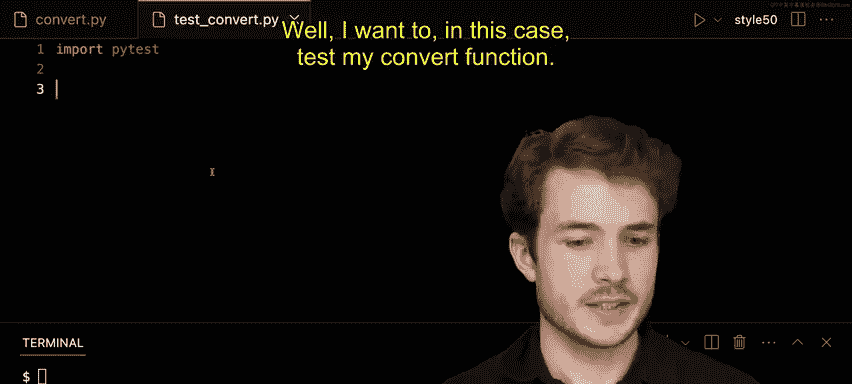 convert.py
test_convert.py
style50
Well, I want to, in this case,
test my convert function.
1 import pytest
2
3
TERMINAL
$